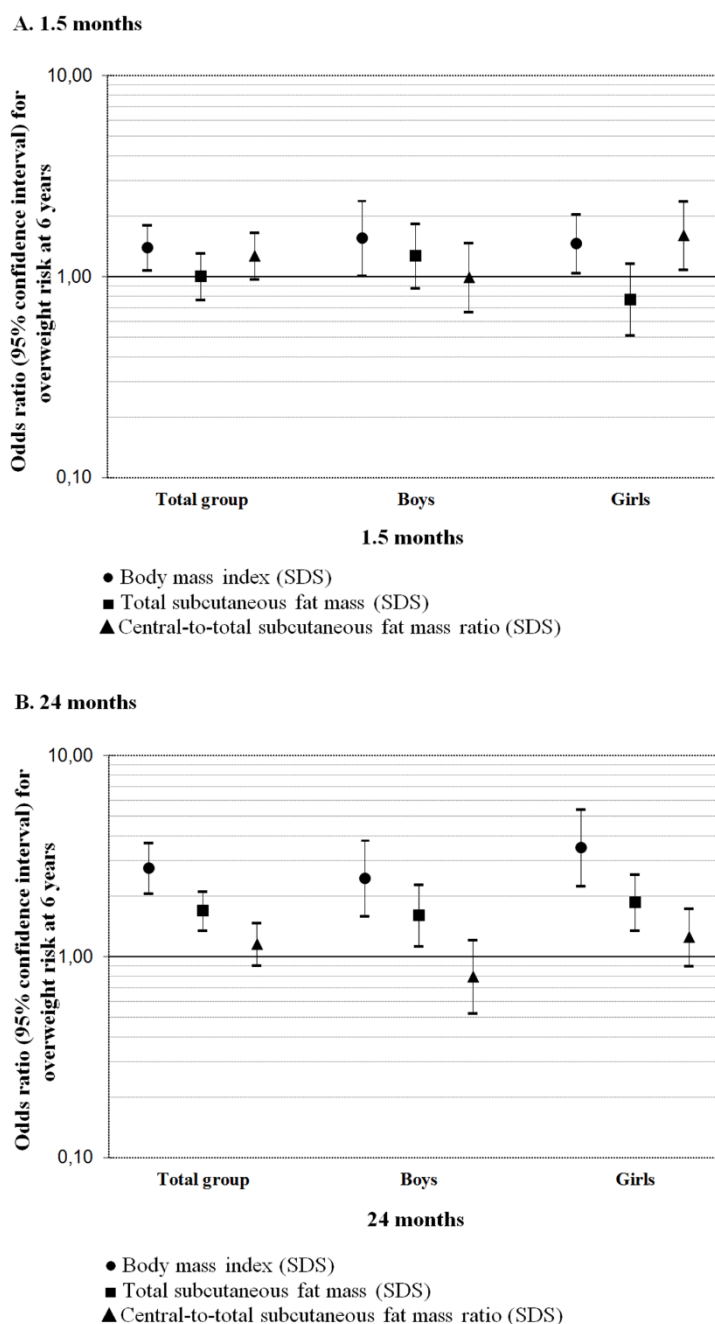 A. 1.5 months
Odds ratio (95% confidence interval) for
overweight risk at 6 years
10,00
1,00
0,10
Total group Boys Girls
1.5 months
● Body mass index (SDS)
■ Total subcutaneous fat mass (SDS)
▲ Central-to-total subcutaneous fat mass ratio (SDS)
B. 24 months
Odds ratio (95% confidence interval) for
overweight risk at 6 years
10,00
1,00
0,10
Total group Boys Girls
24 months
● Body mass index (SDS)
■ Total subcutaneous fat mass (SDS)
▲ Central-to-total subcutaneous fat mass ratio (SDS)